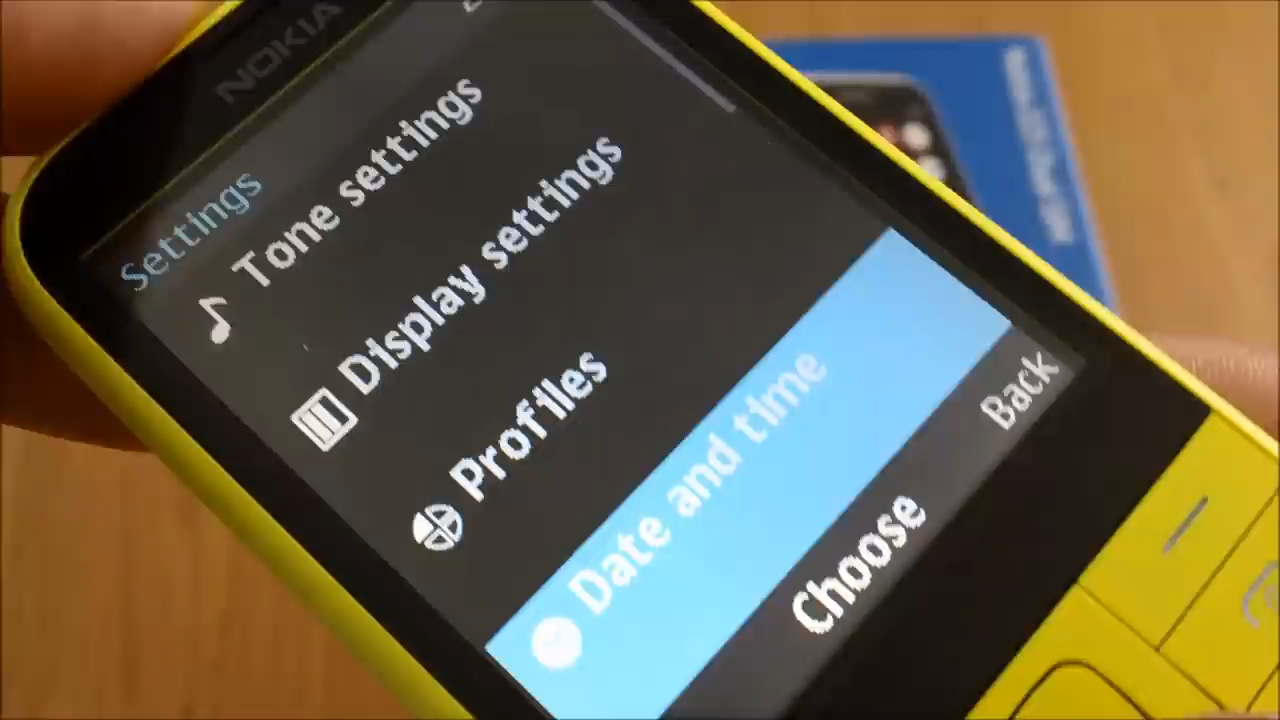 NOKIA
Settings
Tone settings
Display settings
Profiles
Date and time
Choose
Back